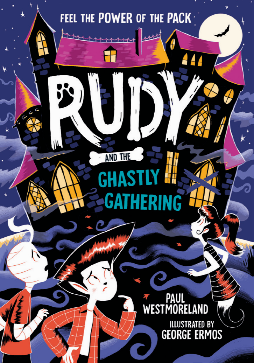 FEEL THE POWER OF THE PACK
RUDY
AND THE
GHASTLY
GATHERING
PAUL
WESTMORELAND
ILLUSTRATED BY
GEORGE ERMOS